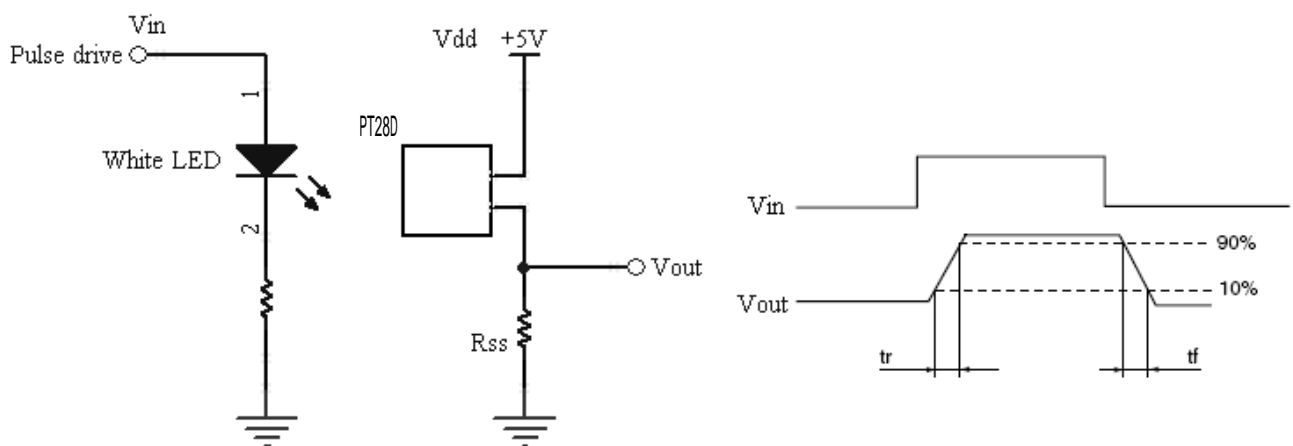 Vin
Pulse drive
1
White LED
2
Vdd +5V
PT28D
Vout
Rss
Vin
90%
10%
Vout
tr
tf